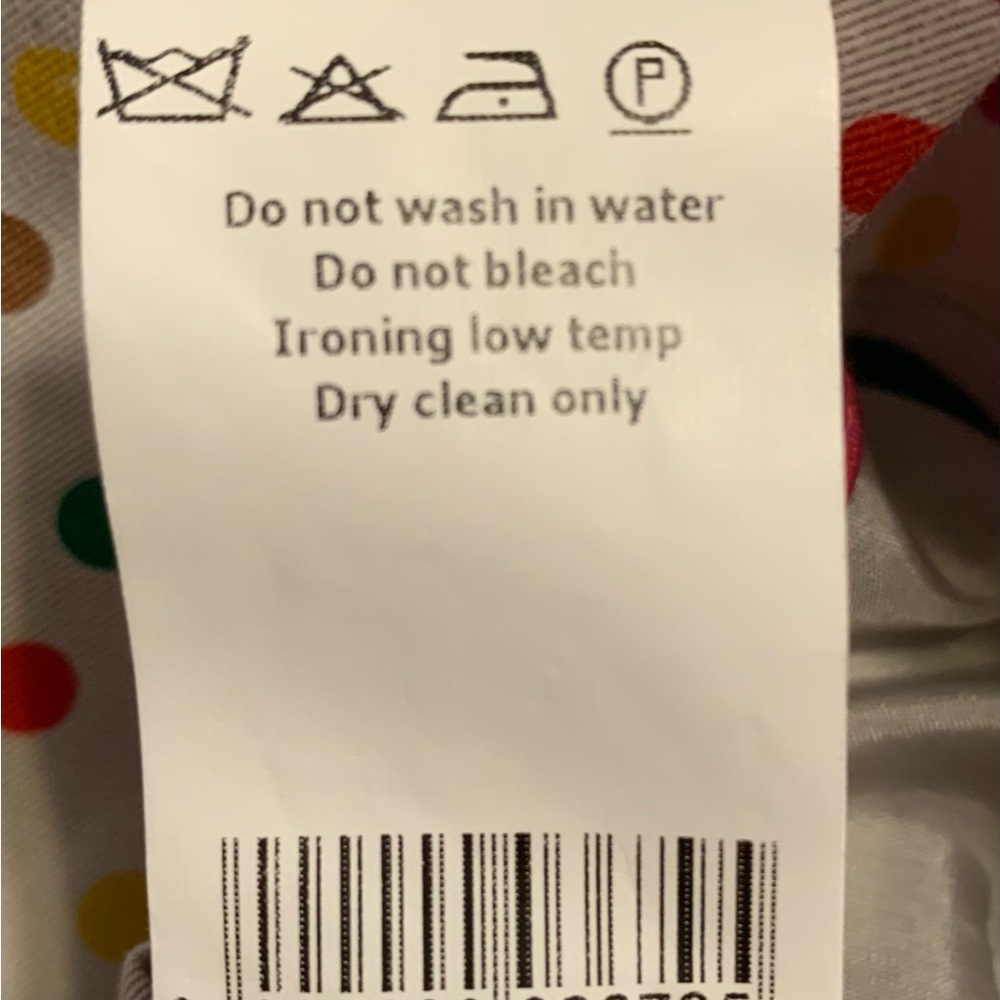 P
Do not wash in water
Do not bleach
Ironing low temp
Dry clean only